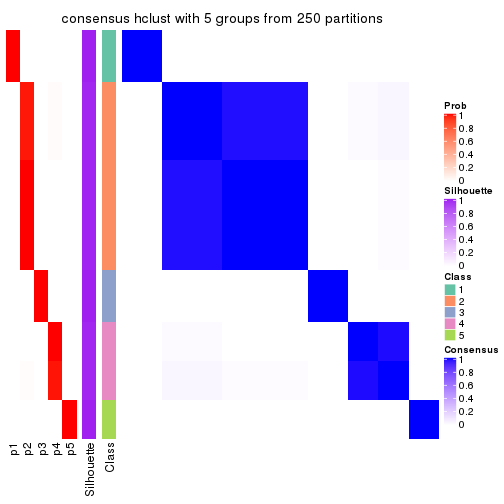 consensus hclust with 5 groups from 250 partitions
Prob
1
0.8
0.6
0.4
0.2
0
Silhouette
1
0.8
0.6
0.4
0.2
0
Class
1
2
3
4
5
Consensus
1
0.8
0.6
0.4
0.2
0
p1
p2
p3
p4
p5
Silhouette
Class